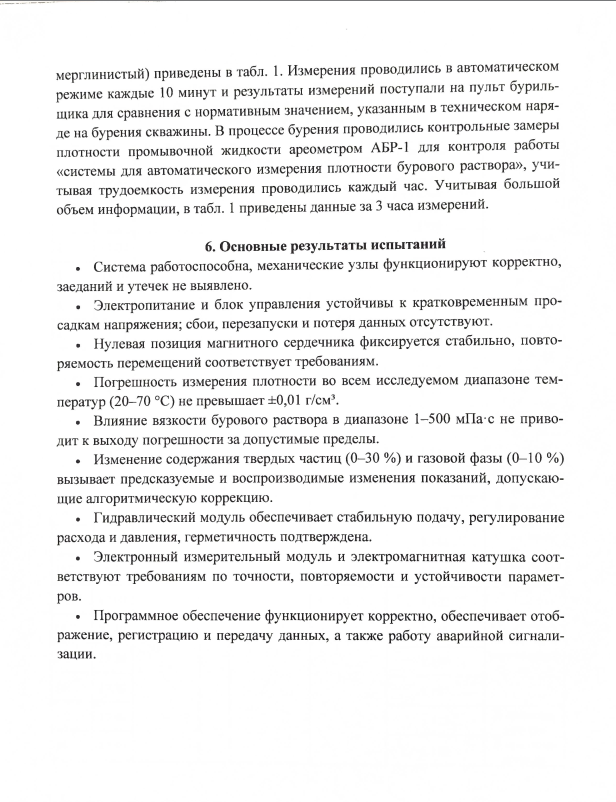 мерглинистый) приведены в табл. 1. Измерения проводились в автоматическом
режиме каждые 10 минут и результаты измерений поступали на пульт буриль-
щика для сравнения с нормативным значением, указанным в техническом наря-
де на бурения скважины. В процессе бурения проводились контрольные замеры
плотности промывочной жидкости ареометром АБР-1 для контроля работы
«системы для автоматического измерения плотности бурового раствора», учи-
тывая трудоемкость измерения проводились каждый час. Учитывая большой
объем информации, в табл. 1 приведены данные за 3 часа измерений.
6. Основные результаты испытаний
• Система работоспособна, механические узлы функционируют корректно,
заеданий и утечек не выявлено.
• Электропитание и блок управления устойчивы к кратковременным про-
садкам напряжения; сбои, перезапуски и потеря данных отсутствуют.
• Нулевая позиция магнитного сердечника фиксируется стабильно, повто-
ряемость перемещений соответствует требованиям.
• Погрешность измерения плотности во всем исследуемом диапазоне тем-
ператур (20–70 °C) не превышает ±0,01 г/см³.
• Влияние вязкости бурового раствора в диапазоне 1–500 мПа·с не приво-
дит к выходу погрешности за допустимые пределы.
• Изменение содержания твердых частиц (0–30 %) и газовой фазы (0–10 %)
вызывает предсказуемые и воспроизводимые изменения показаний, допускаю-
щие алгоритмическую коррекцию.
• Гидравлический модуль обеспечивает стабильную подачу, регулирование
расхода и давления, герметичность подтверждена.
• Электронный измерительный модуль и электромагнитная катушка соот-
ветствуют требованиям по точности, повторяемости и устойчивости парамет-
ров.
• Программное обеспечение функционирует корректно, обеспечивает отоб-
ражение, регистрацию и передачу данных, а также работу аварийной сигнали-
зации.